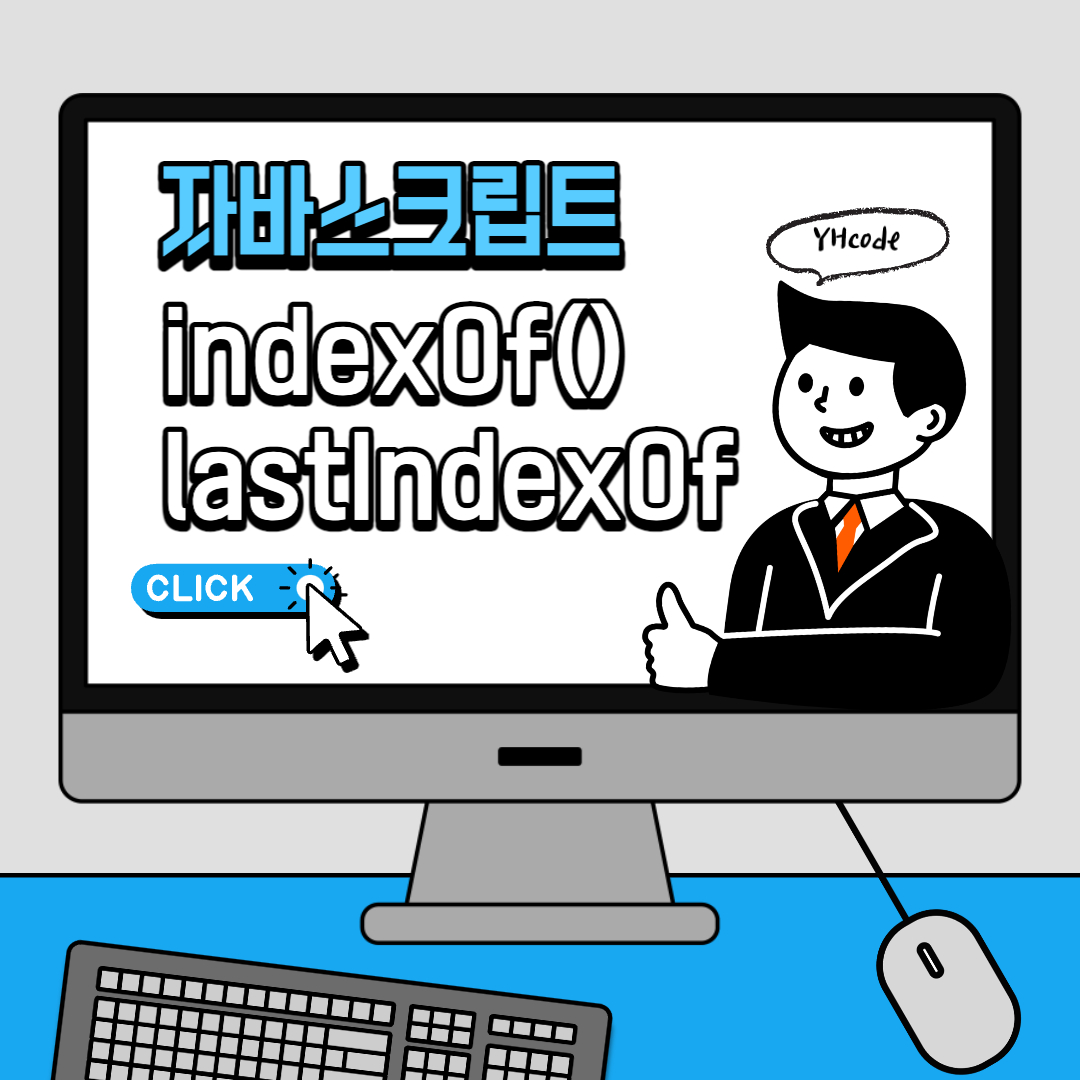 자바스크립트
indexOf()
lastIndexOf
YHcode
CLICK